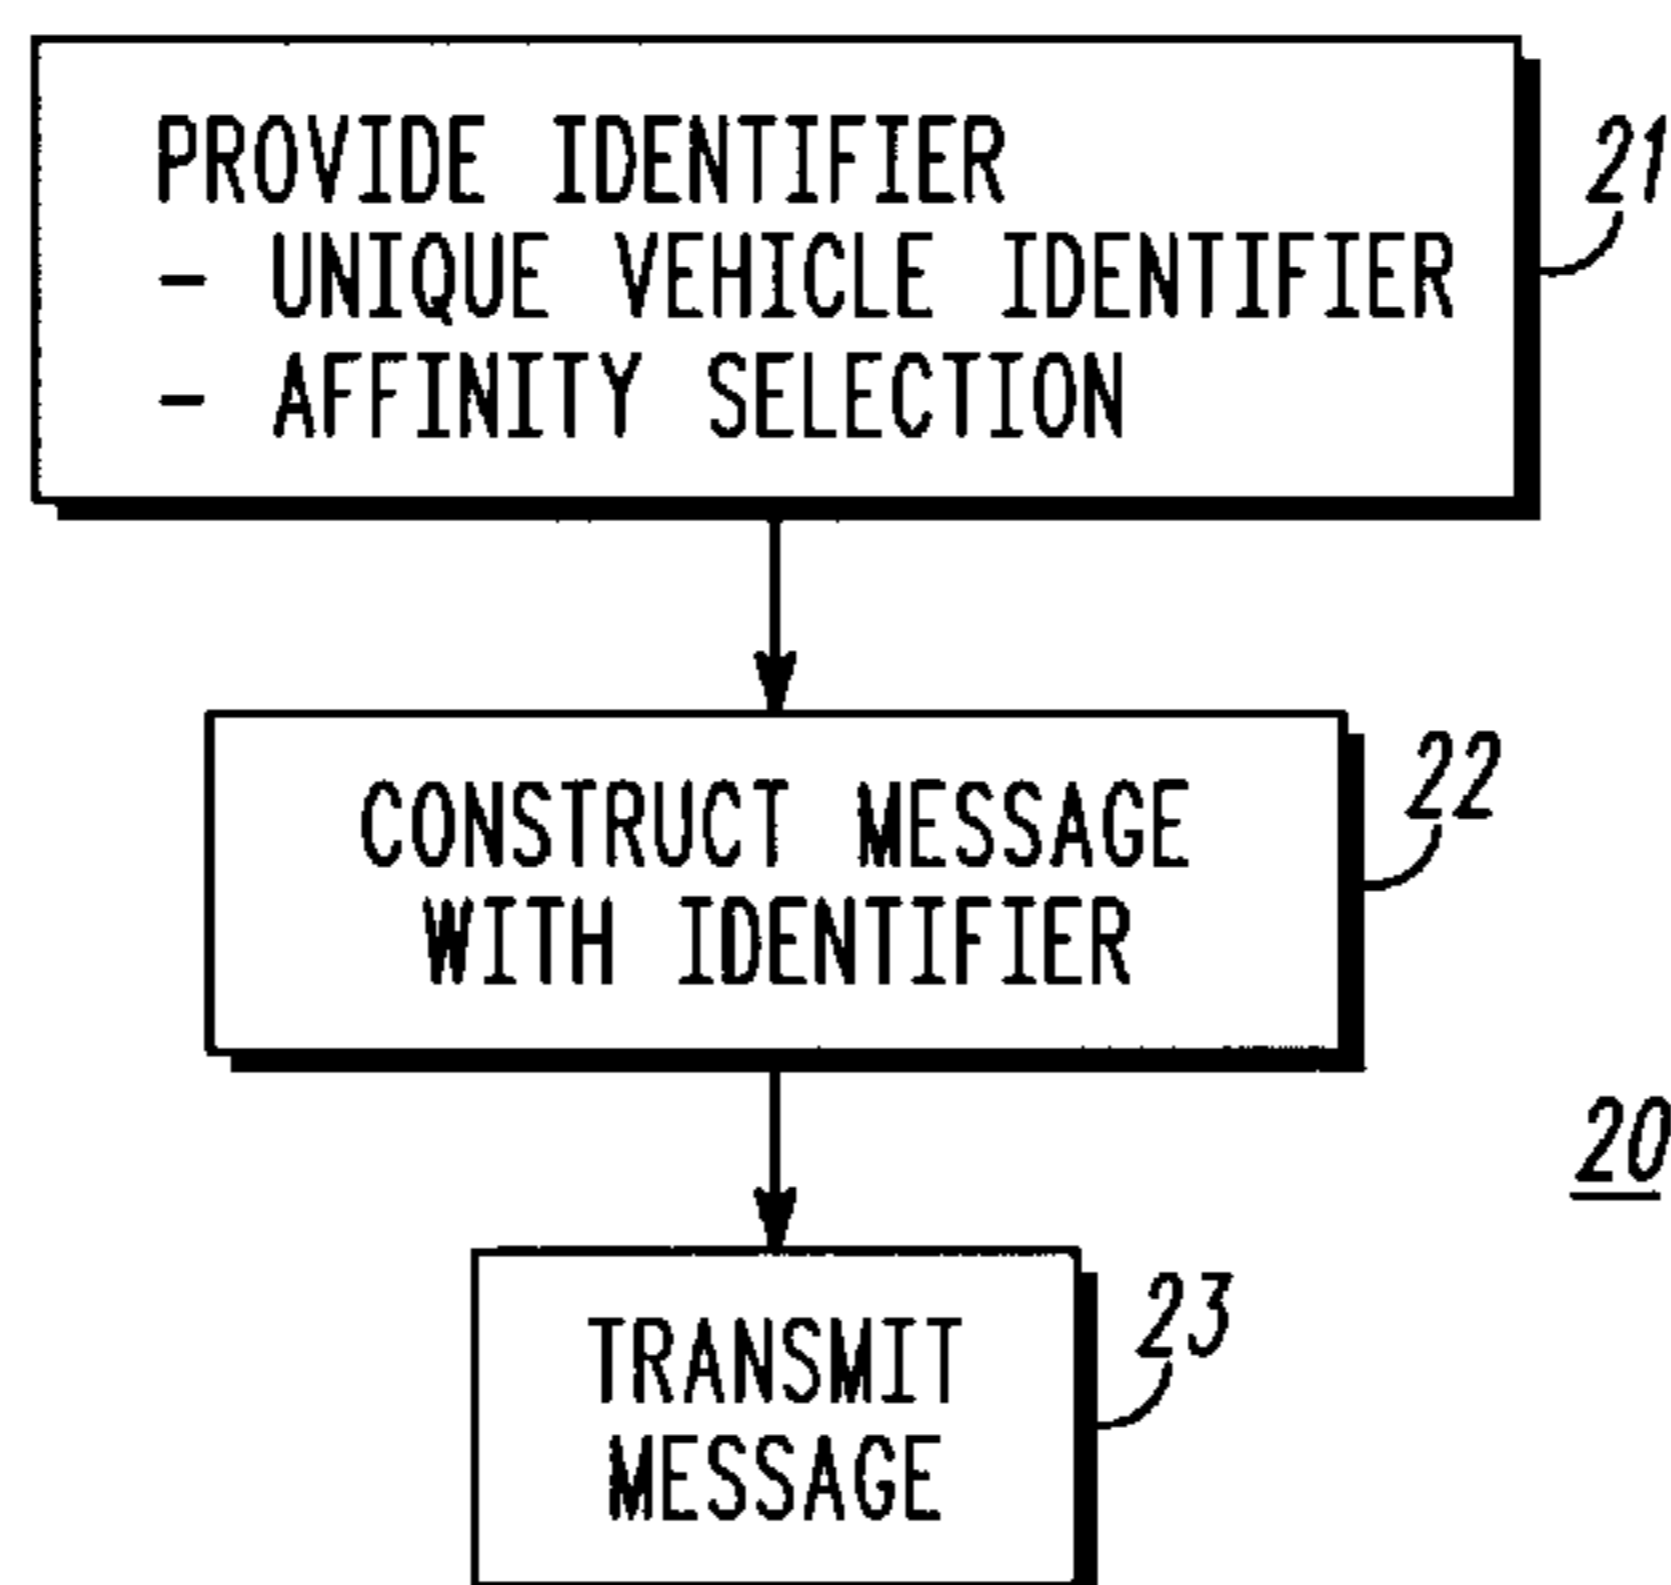 PROVIDE IDENTIFIER
- UNIQUE VEHICLE IDENTIFIER
- AFFINITY SELECTION
21
CONSTRUCT MESSAGE
WITH IDENTIFIER
22
20
TRANSMIT
MESSAGE
23